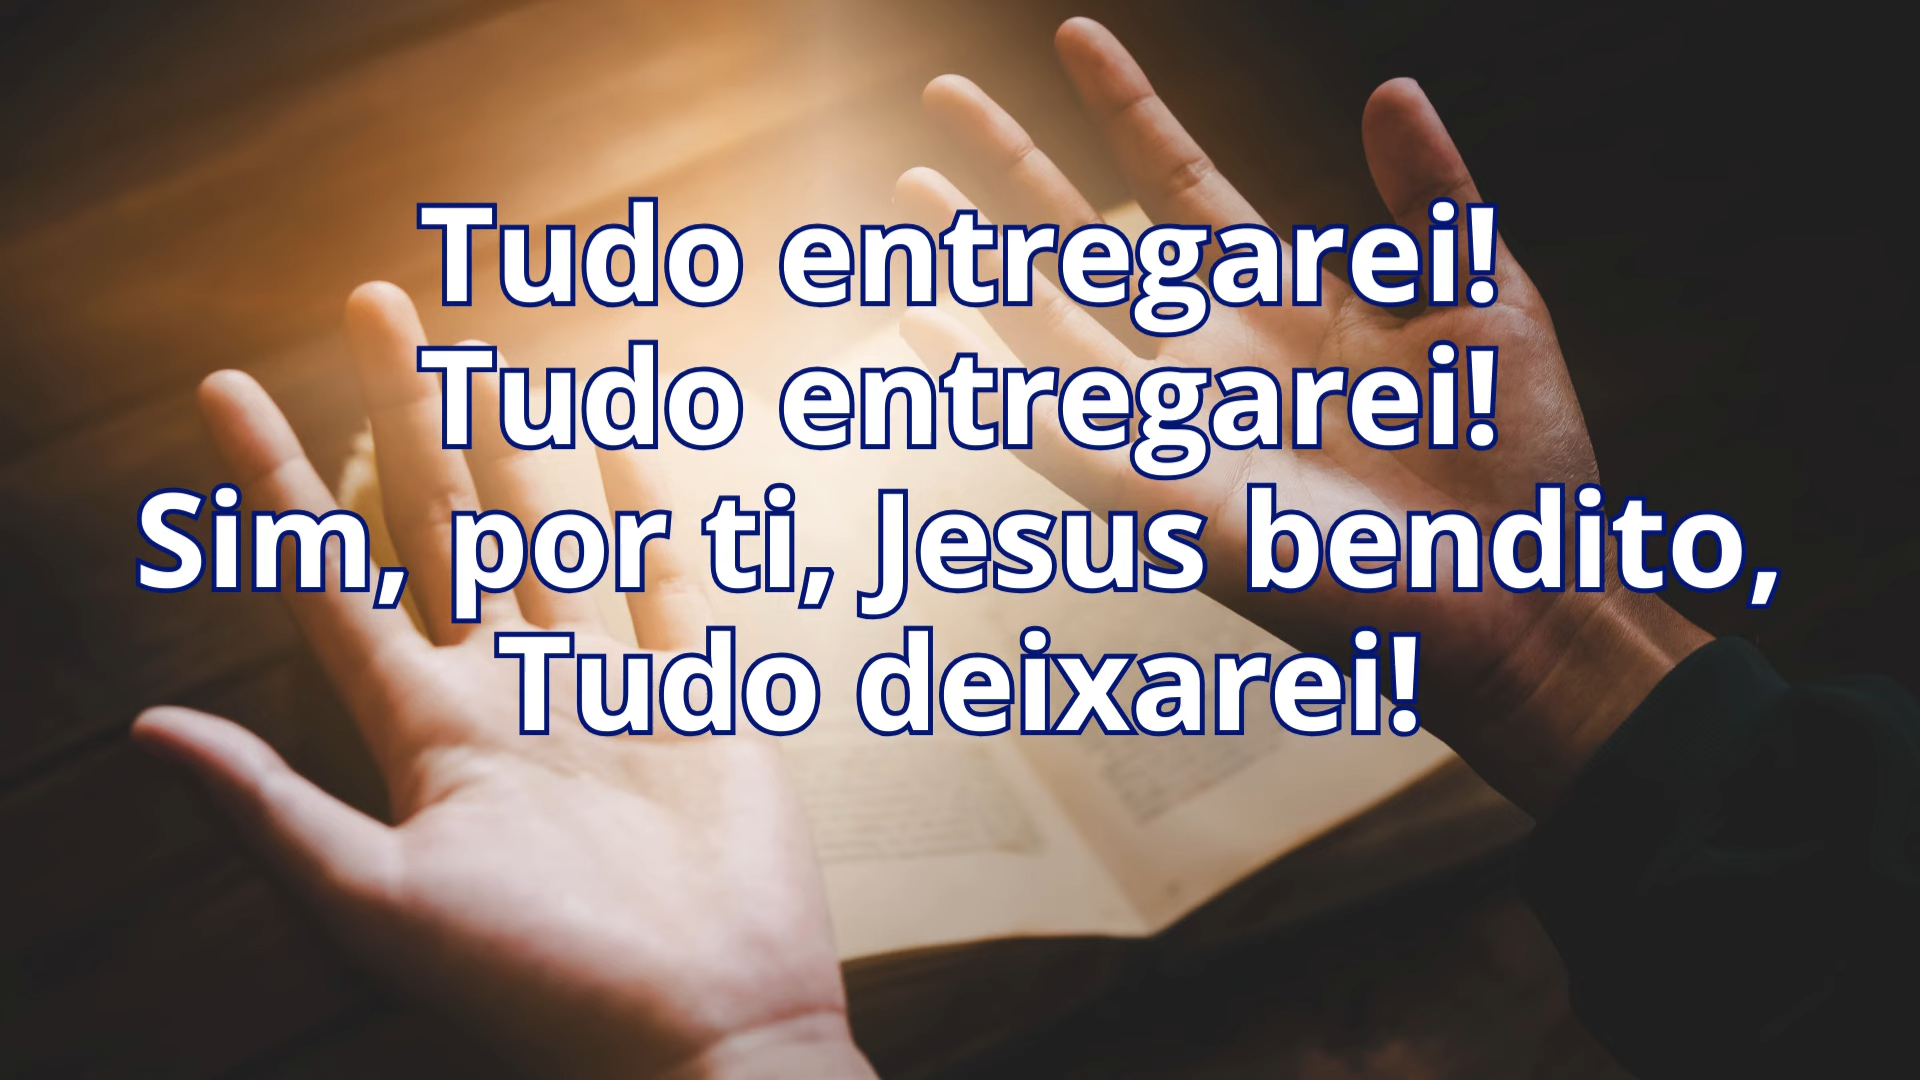 Tudo entregarei!
Tudo entregarei!
Sim, por ti, Jesus bendito,
Tudo deixarei!